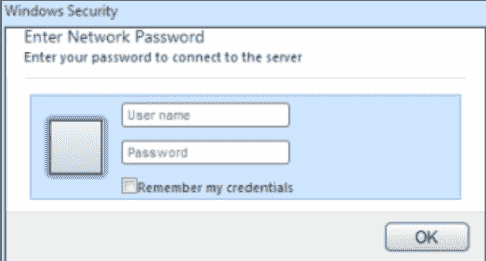 Windows Security
Enter Network Password
Enter your password to connect to the server
User name
Password
Remember my credentials
OK